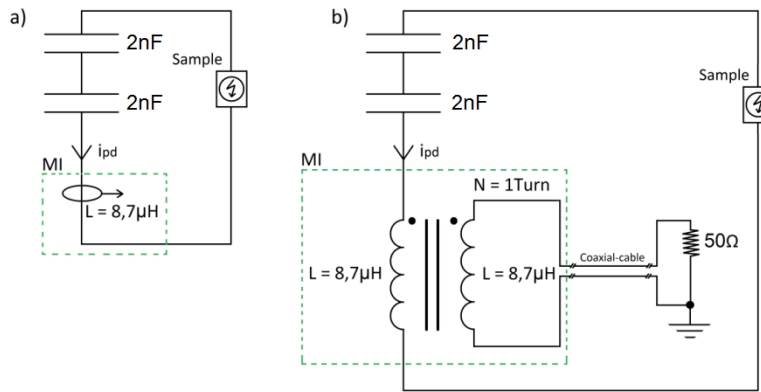 a)
2nF
Sample
2nF
ipd
MI
L = 8,7µH
b)
2nF
Sample
2nF
ipd
MI
N = 1Turn
50Ω
Coaxial-cable
L = 8,7µH
L = 8,7µH